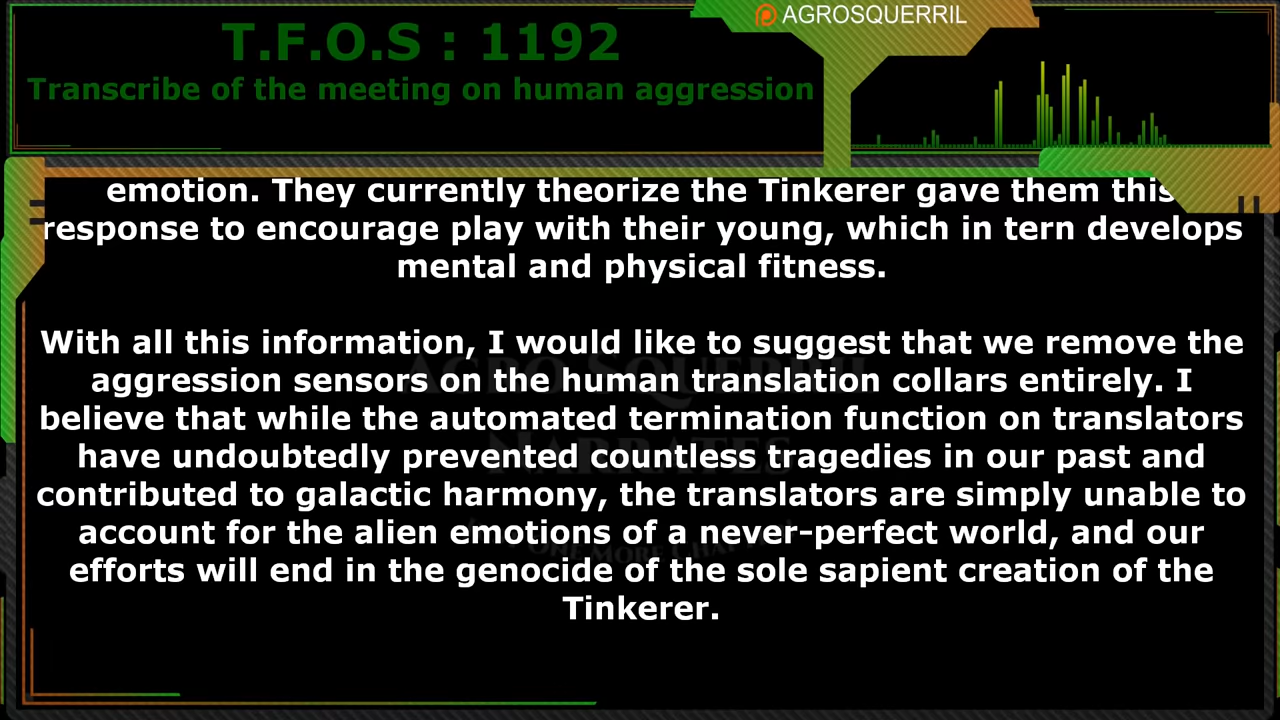 AGROSQUERRIL
T.F.O.S : 1192
Transcribe of the meeting on human aggression
emotion. They currently theorize the Tinkerer gave them this
response to encourage play with their young, which in tern develops
mental and physical fitness.
With all this information, I would like to suggest that we remove the
aggression sensors on the human translation collars entirely. I
believe that while the automated termination function on translators
have undoubtedly prevented countless tragedies in our past and
contributed to galactic harmony, the translators are simply unable to
account for the alien emotions of a never-perfect world, and our
efforts will end in the genocide of the sole sapient creation of the
Tinkerer.
Agro Squerril
Narrates